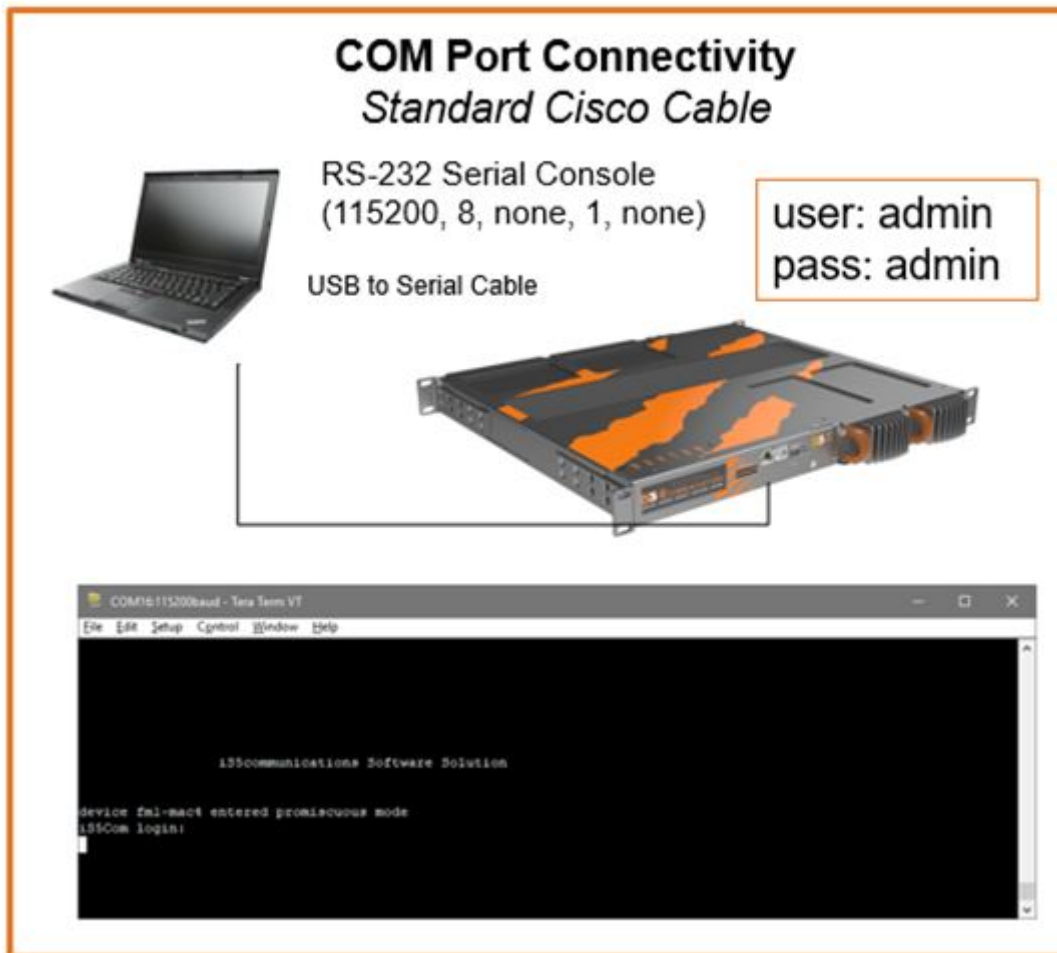 COM Port Connectivity
Standard Cisco Cable
RS-232 Serial Console
(115200, 8, none, 1, none)
user: admin
pass: admin
USB to Serial Cable
COM16:115200baud - Tera Term VT
File Edit Setup Control Window Help
iS5communications Software Solution
device fm1-mac4 entered promiscuous mode
iS5Com login: